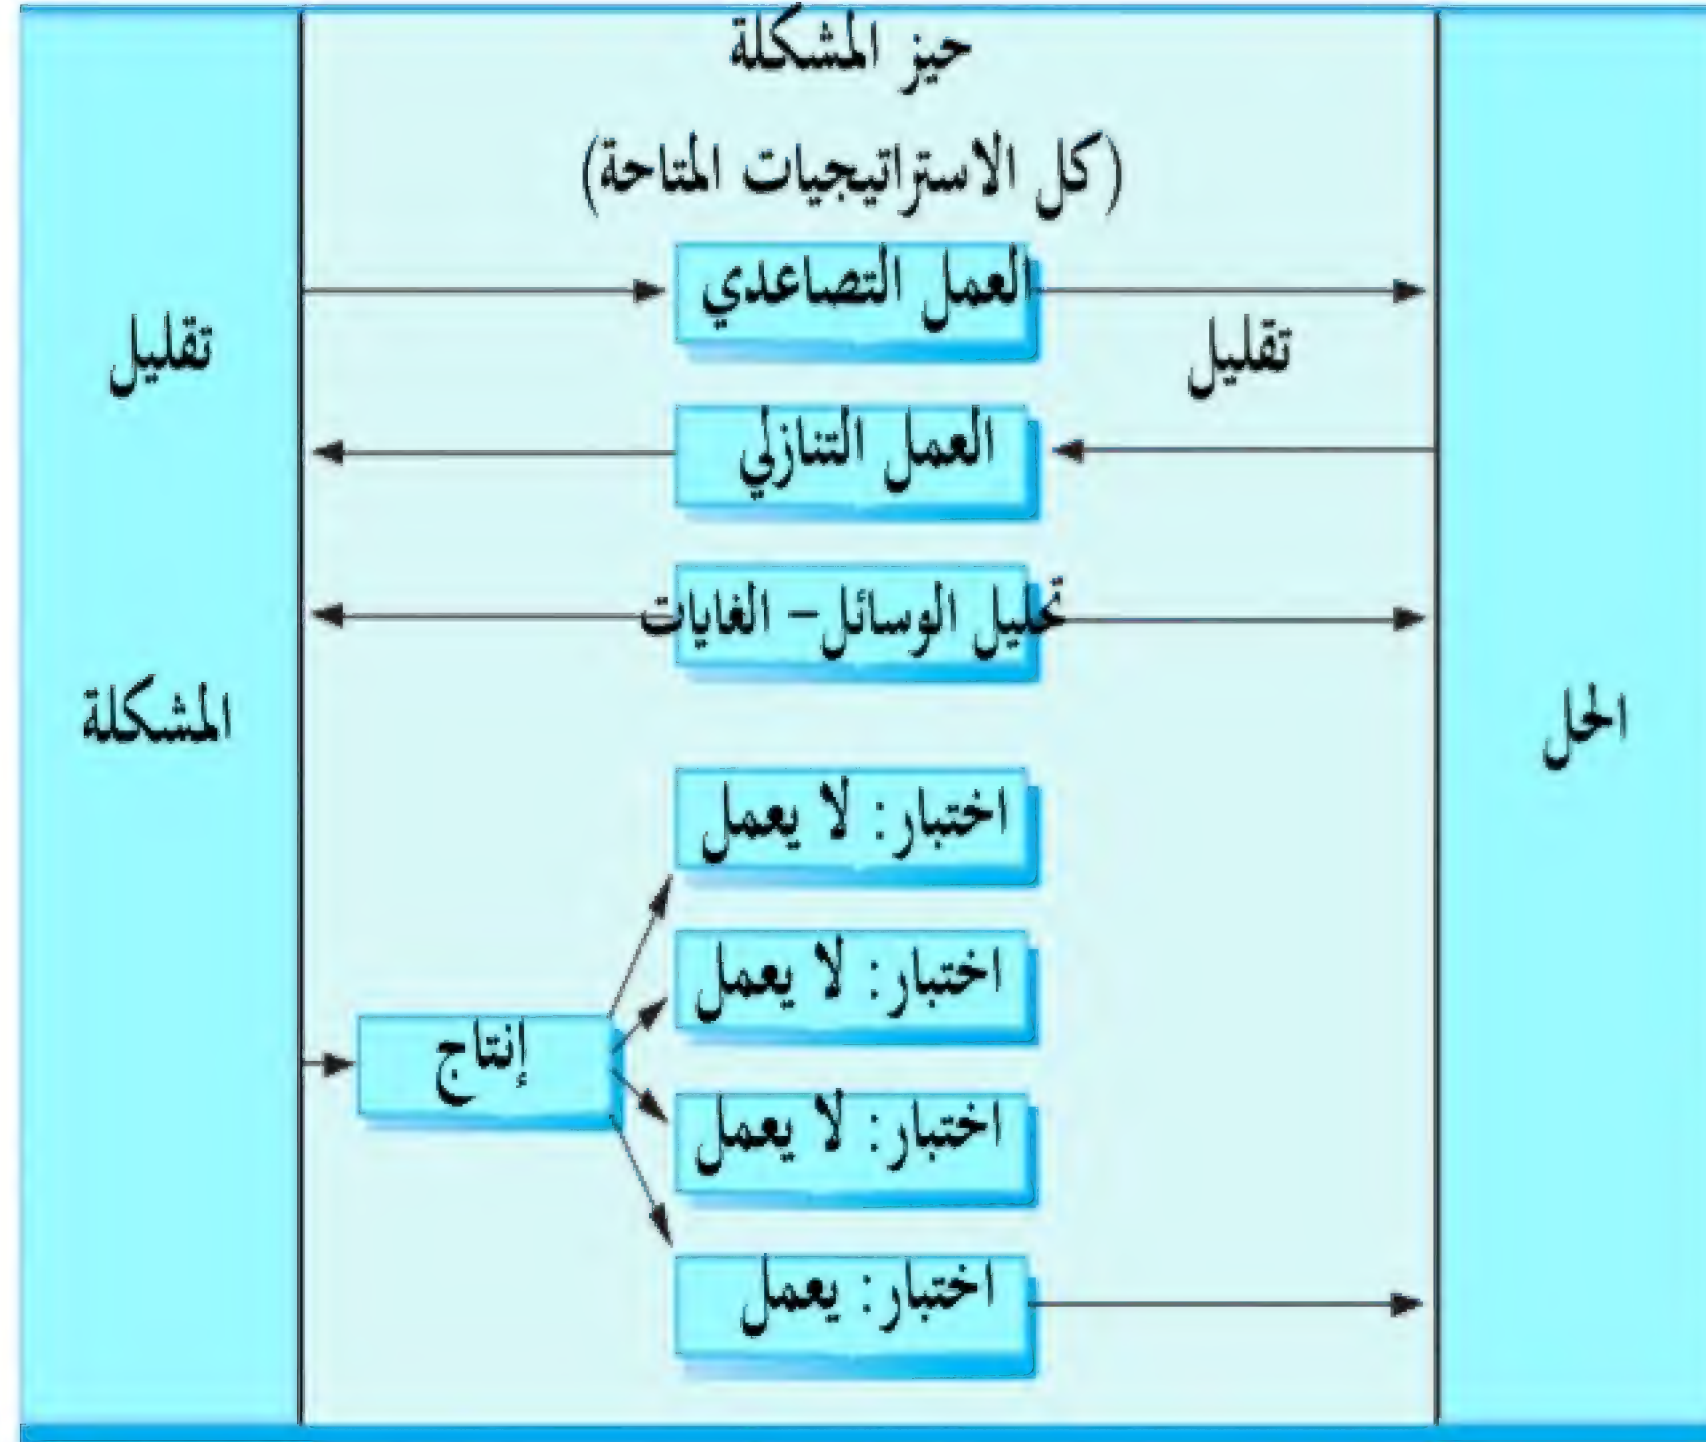 حيز المشكلة
(كل الاستراتيجيات المتاحة)
العمل التصاعدي
تقليل
تقليل
العمل التنازلي
تحليل الوسائل - الغايات
المشكلة
الحل
اختبار: لا يعمل
اختبار: لا يعمل
إنتاج
اختبار: لا يعمل
اختبار: يعمل